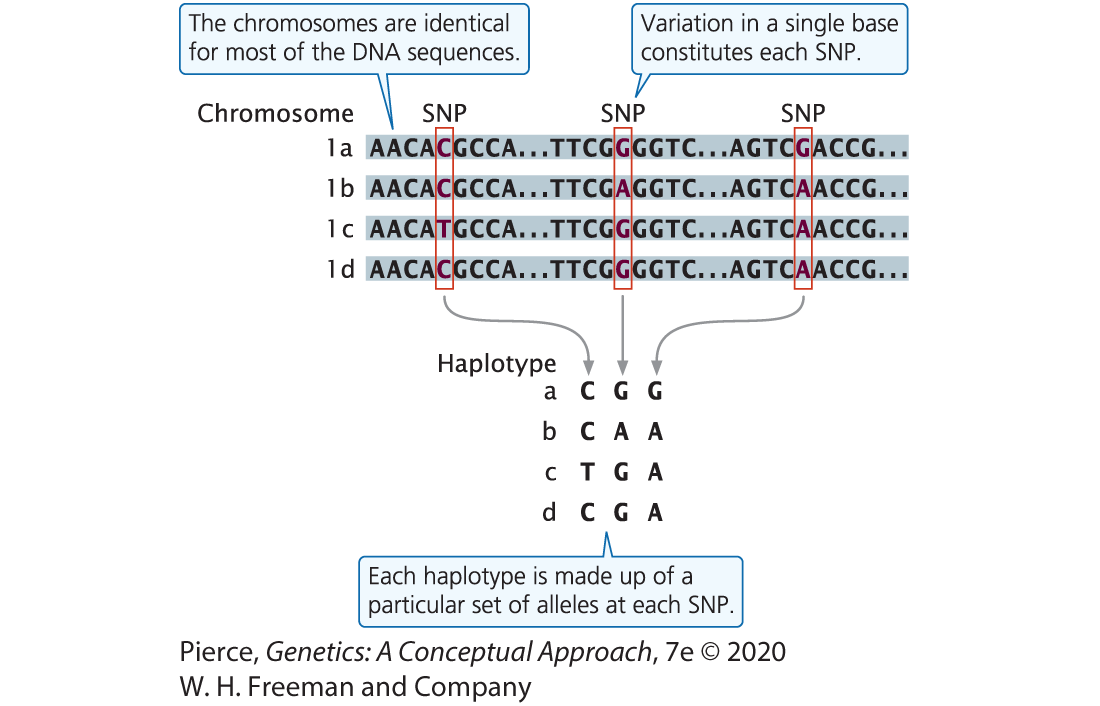 The chromosomes are identical
for most of the DNA sequences.
Variation in a single base
constitutes each SNP.
Chromosome SNP SNP SNP
1a AACACGCCA...TTCGGGGTC...AGTCGACCG...
1b AACACGCCA...TTCGAGGTC...AGTCAACCG...
1c AACATGCCA...TTCGGGGTC...AGTCAACCG...
1d AACACGCCA...TTCGGGGTC...AGTCAACCG...
Haplotype
a C G G
b C A A
c T G A
d C G A
Each haplotype is made up of a
particular set of alleles at each SNP.
Pierce, Genetics: A Conceptual Approach, 7e © 2020
W. H. Freeman and Company